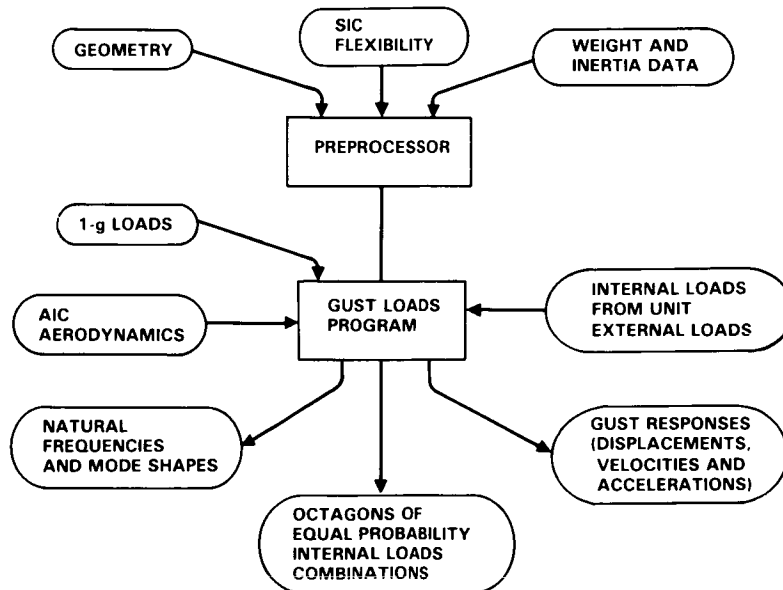 SIC
FLEXIBILITY
GEOMETRY
WEIGHT AND
INERTIA DATA
PREPROCESSOR
1-g LOADS
AIC
AERODYNAMICS
GUST LOADS
PROGRAM
INTERNAL LOADS
FROM UNIT
EXTERNAL LOADS
NATURAL
FREQUENCIES
AND MODE SHAPES
OCTAGONS OF
EQUAL PROBABILITY
INTERNAL LOADS
COMBINATIONS
GUST RESPONSES
(DISPLACEMENTS,
VELOCITIES AND
ACCELERATIONS)